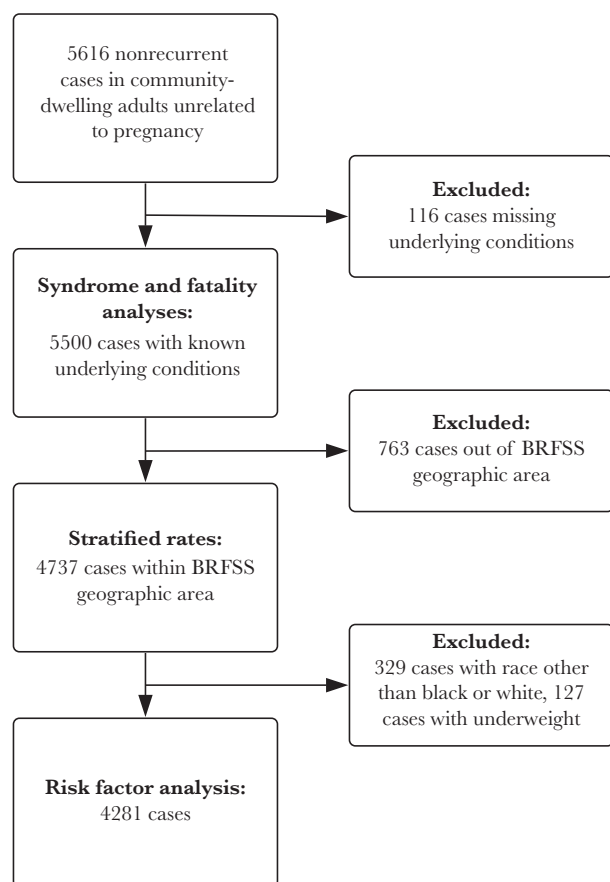 5616 nonrecurrent
cases in community-
dwelling adults unrelated
to pregnancy
Excluded:
116 cases missing
underlying conditions
Syndrome and fatality
analyses:
5500 cases with known
underlying conditions
Excluded:
763 cases out of BRFSS
geographic area
Stratified rates:
4737 cases within BRFSS
geographic area
Excluded:
329 cases with race other
than black or white, 127
cases with underweight
Risk factor analysis:
4281 cases